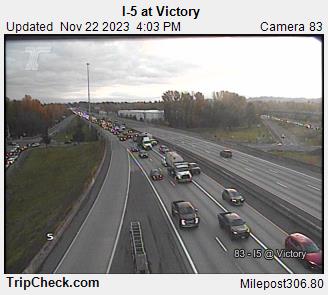 I-5 at Victory
Updated Nov 22 2023 4:03 PM Camera 83
S
83 - I5 @ Victory
TripCheck.com Milepost306.80